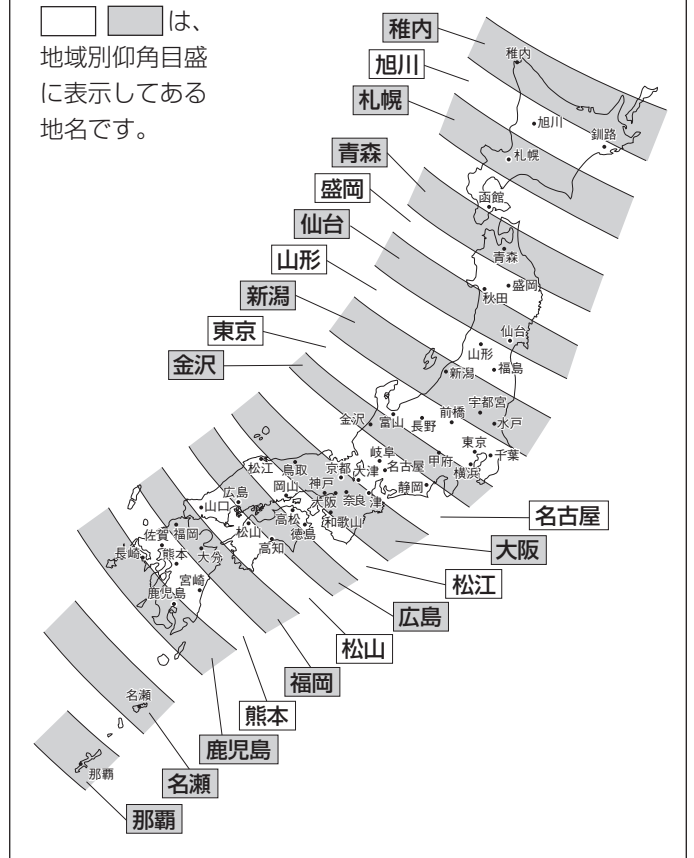 は、
地域別仰角目盛
に表示してある
地名です。
稚内
旭川
札幌
青森
盛岡
仙台
山形
新潟
東京
金沢
稚内
旭川
釧路
札幌
函館
青森
盛岡
秋田
仙台
山形
福島
新潟
宇都宮
前橋
水戸
金沢
富山
長野
東京
千葉
岐阜
甲府
横浜
名古屋
静岡
松江
鳥取
京都
大津
岡山
神戸
大阪
奈良
津
和歌山
広島
山口
高松
徳島
松山
高知
佐賀
福岡
長崎
熊本
大分
宮崎
鹿児島
名瀬
那覇
名古屋
大阪
松江
広島
松山
福岡
熊本
鹿児島
名瀬
那覇